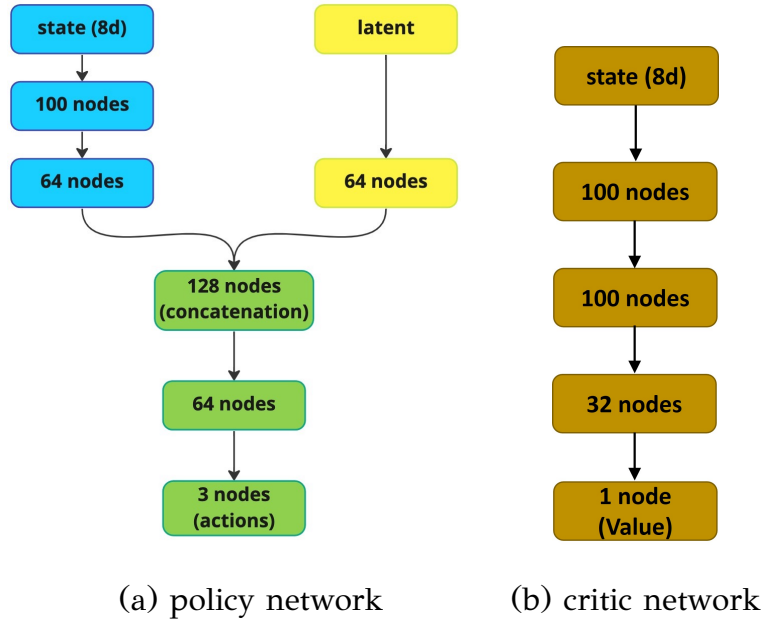 state (8d)
100 nodes
64 nodes
latent
64 nodes
128 nodes
(concatenation)
64 nodes
3 nodes
(actions)
(a) policy network
state (8d)
100 nodes
100 nodes
32 nodes
1 node
(Value)
(b) critic network